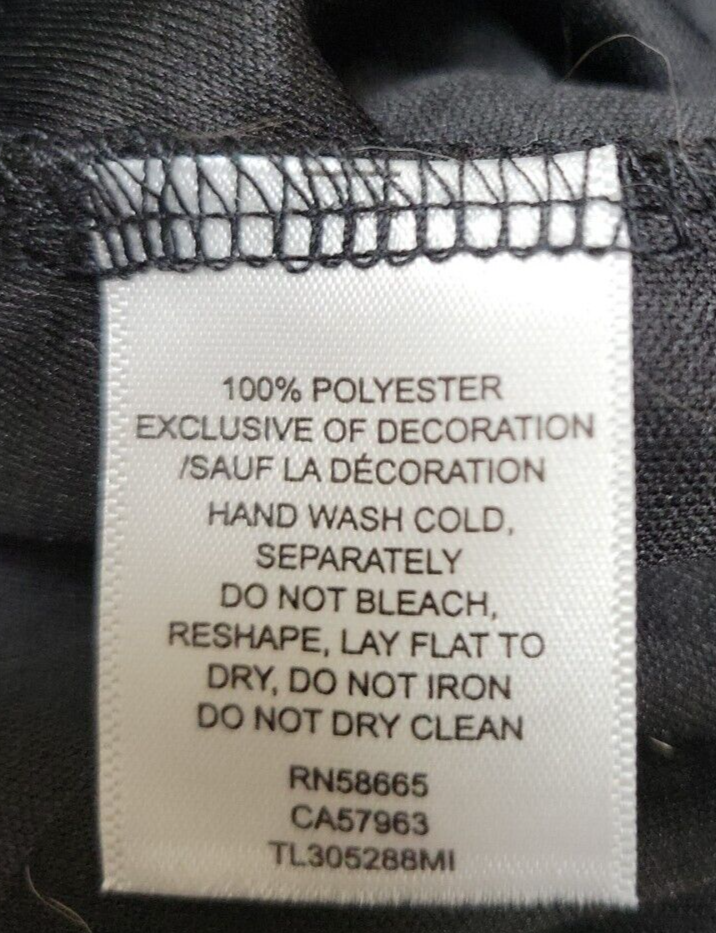 100% POLYESTER
EXCLUSIVE OF DECORATION
/SAUF LA DÉCORATION
HAND WASH COLD,
SEPARATELY
DO NOT BLEACH,
RESHAPE, LAY FLAT TO
DRY, DO NOT IRON
DO NOT DRY CLEAN
RN58665
CA57963
TL305288MI